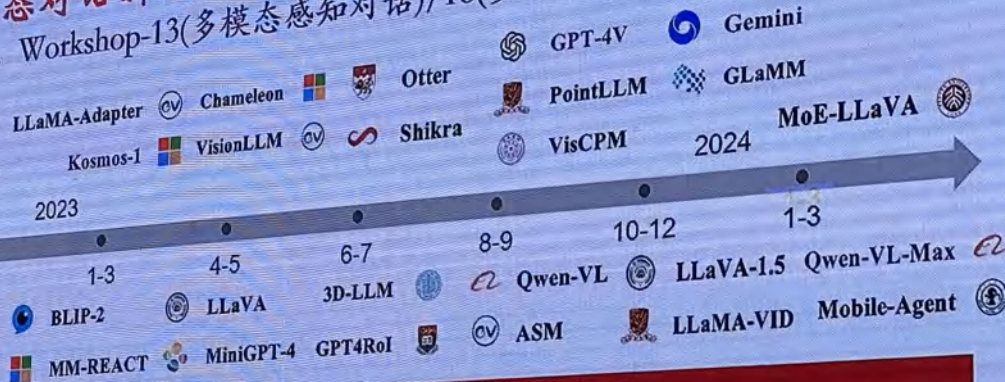 态对话
Workshop-13(多模态感知对话)/
GPT-4V Gemini
LLaMA-Adapter Chameleon Otter PointLLM GLaMM
Kosmos-1 VisionLLM Shikra VisCPM MoE-LLaVA
2023 2024
1-3 4-5 6-7 8-9 10-12 1-3
BLIP-2 LLaVA 3D-LLM Qwen-VL LLaVA-1.5 Qwen-VL-Max
MM-REACT MiniGPT-4 GPT4RoI ASM LLaMA-VID Mobile-Agent